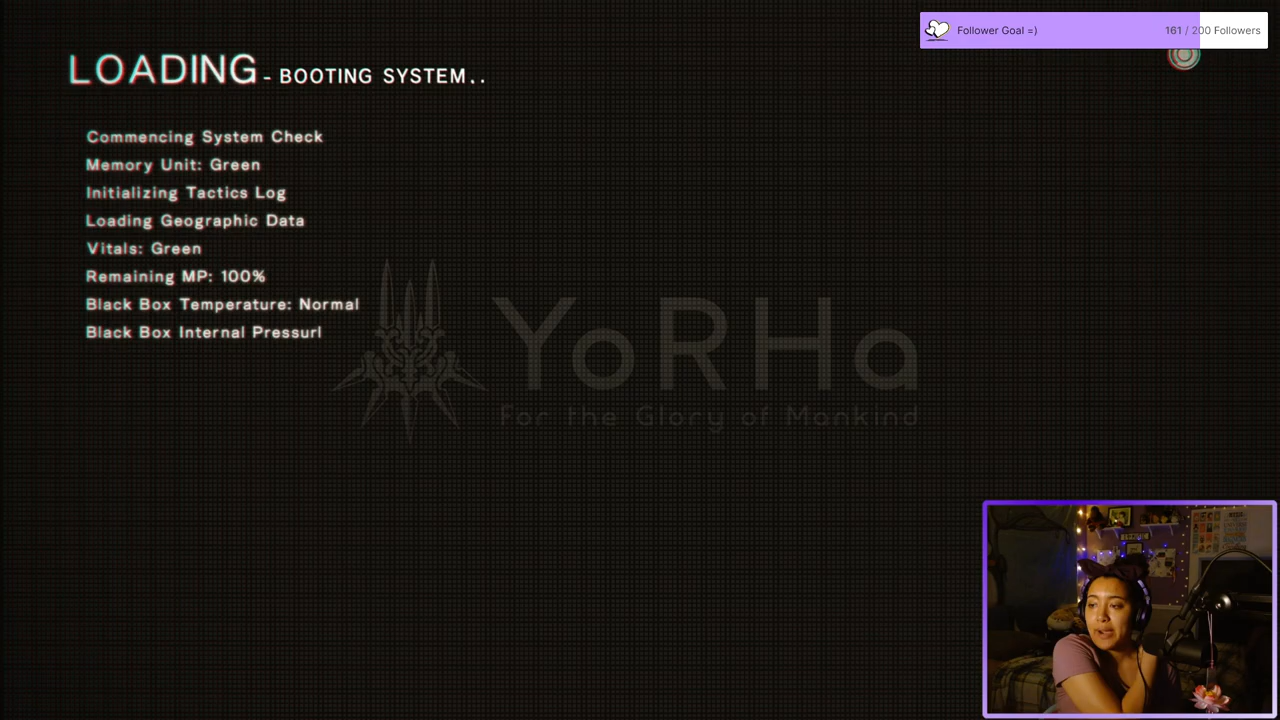 Follower Goal =)
161 / 200 Followers
LOADING - BOOTING SYSTEM..
Commencing System Check
Memory Unit: Green
Initializing Tactics Log
Loading Geographic Data
Vitals: Green
Remaining MP: 100%
Black Box Temperature: Normal
Black Box Internal Pressurl
YoRHa
For the Glory of Mankind